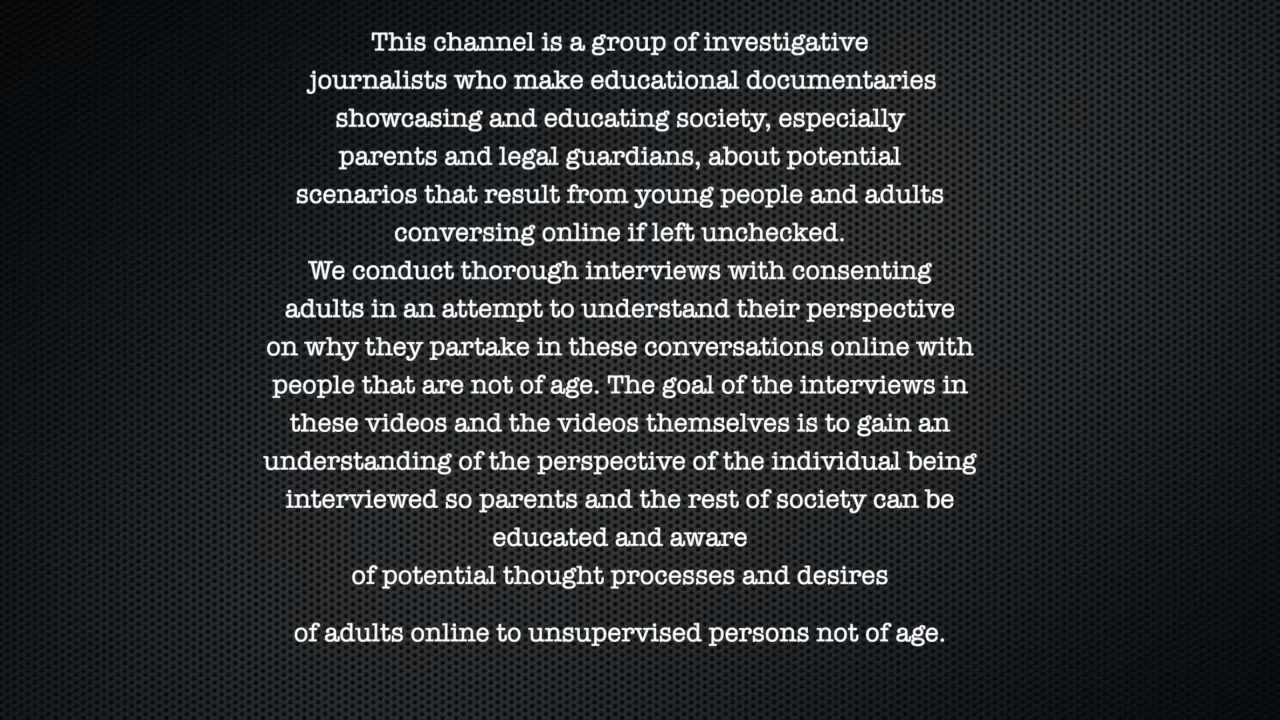 This channel is a group of investigative
journalists who make educational documentaries
showcasing and educating society, especially
parents and legal guardians, about potential
scenarios that result from young people and adults
conversing online if left unchecked.
We conduct thorough interviews with consenting
adults in an attempt to understand their perspective
on why they partake in these conversations online with
people that are not of age. The goal of the interviews in
these videos and the videos themselves is to gain an
understanding of the perspective of the individual being
interviewed so parents and the rest of society can be
educated and aware
of potential thought processes and desires
of adults online to unsupervised persons not of age.